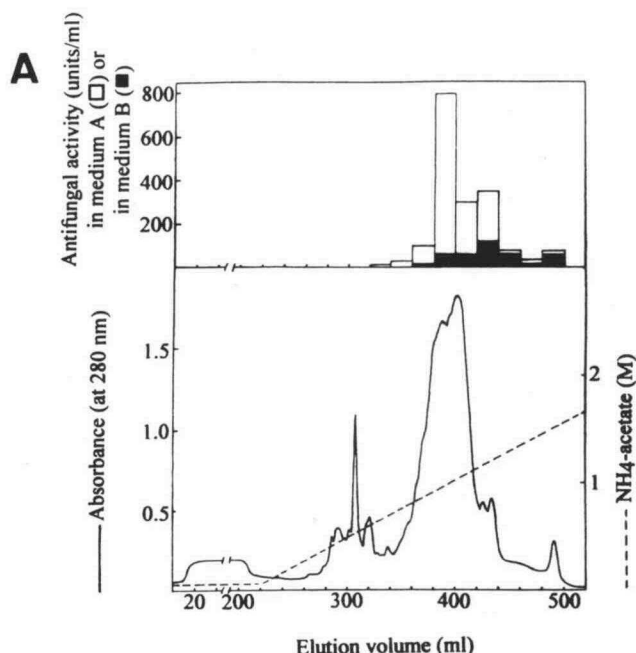 A
Antifungal activity (units/ml)
in medium A (□) or
in medium B (■)
800
600
400
200
Absorbance (at 280 nm)
1.5
1.0
0.5
2
1
NH4-acetate (M)
20 200 300 400 500
Elution volume (ml)